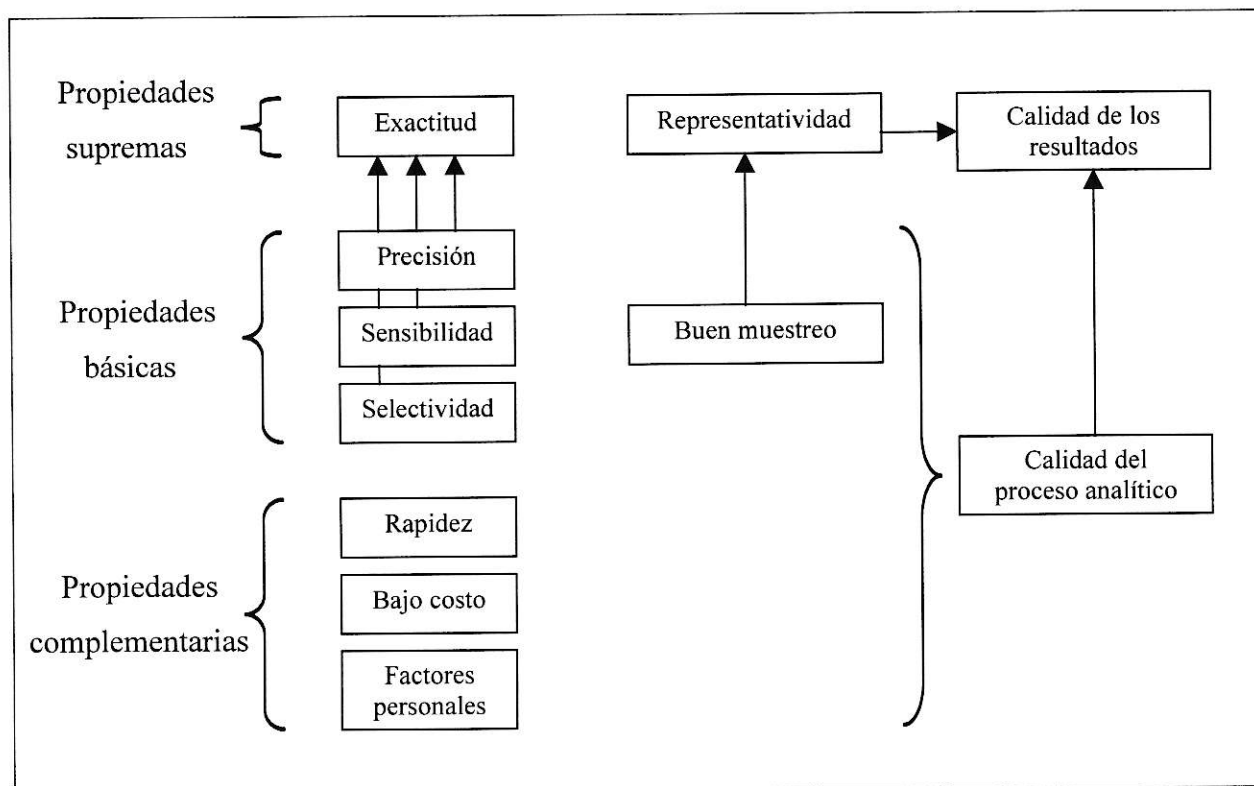 Propiedades
supremas
Exactitud
Representatividad
Calidad de los
resultados
Propiedades
básicas
Precisión
Sensibilidad
Selectividad
Buen muestreo
Calidad del
proceso analítico
Propiedades
complementarias
Rapidez
Bajo costo
Factores
personales